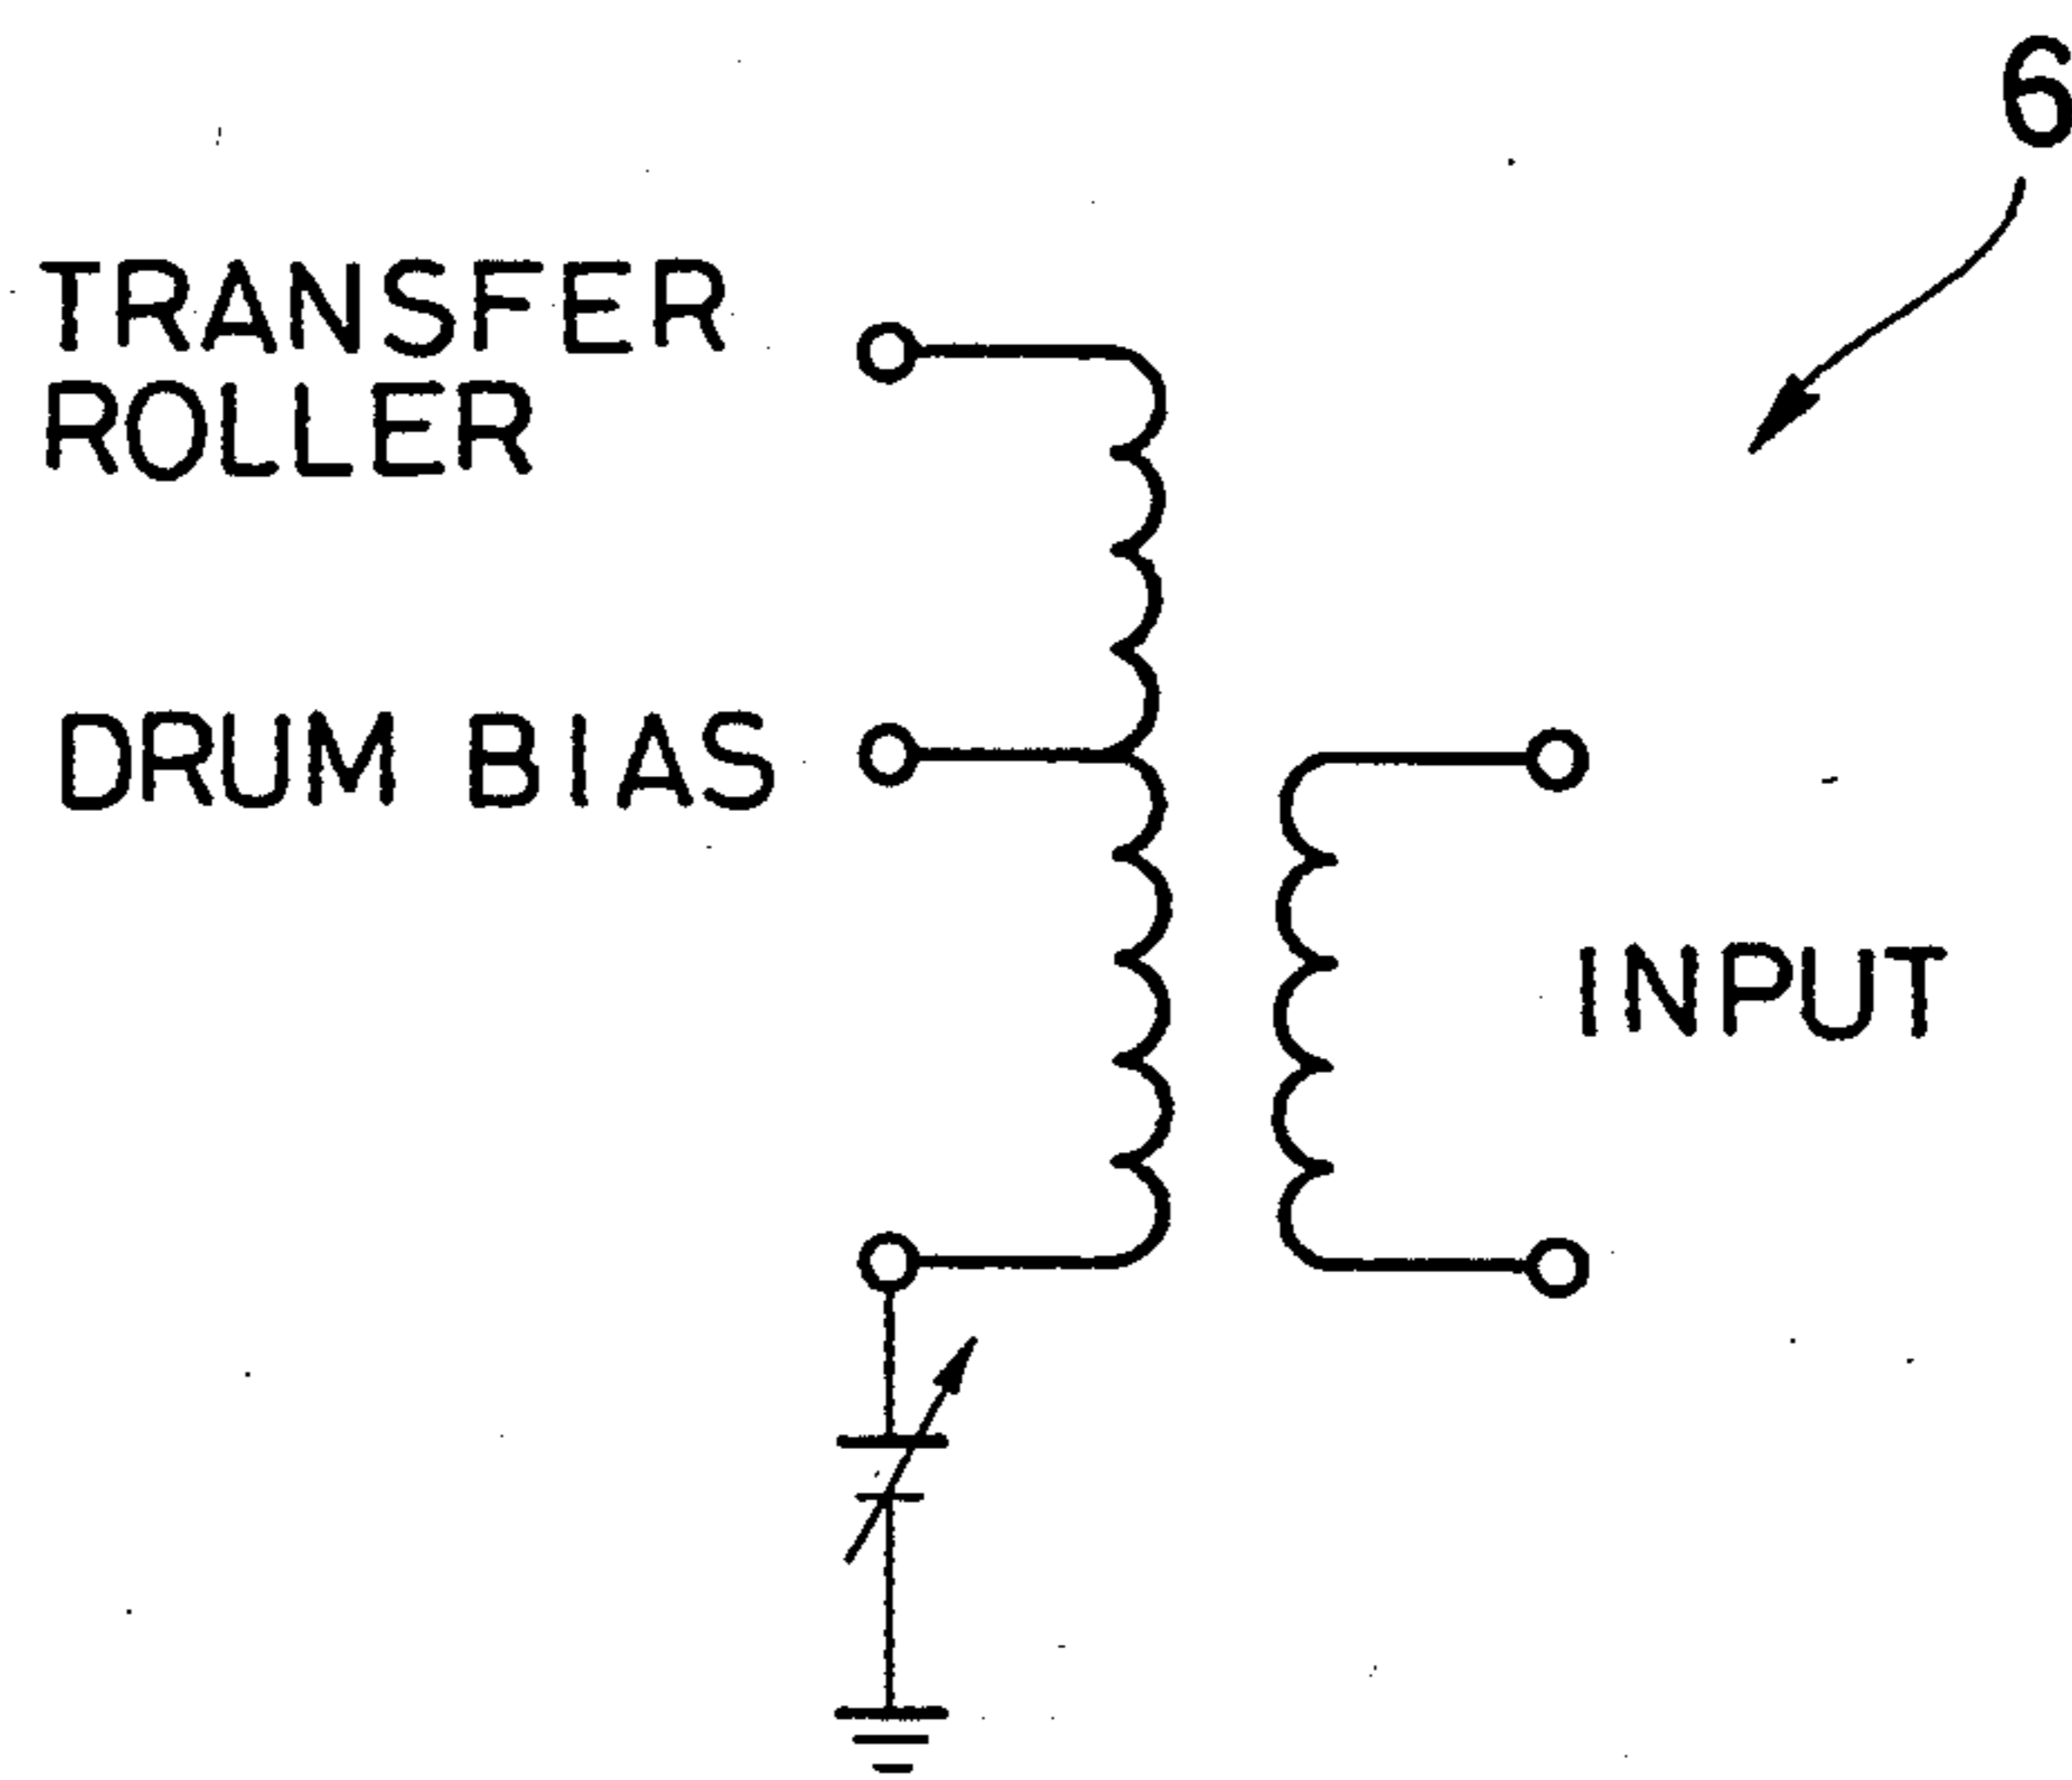 6
TRANSFER
ROLLER
DRUM BIAS
INPUT